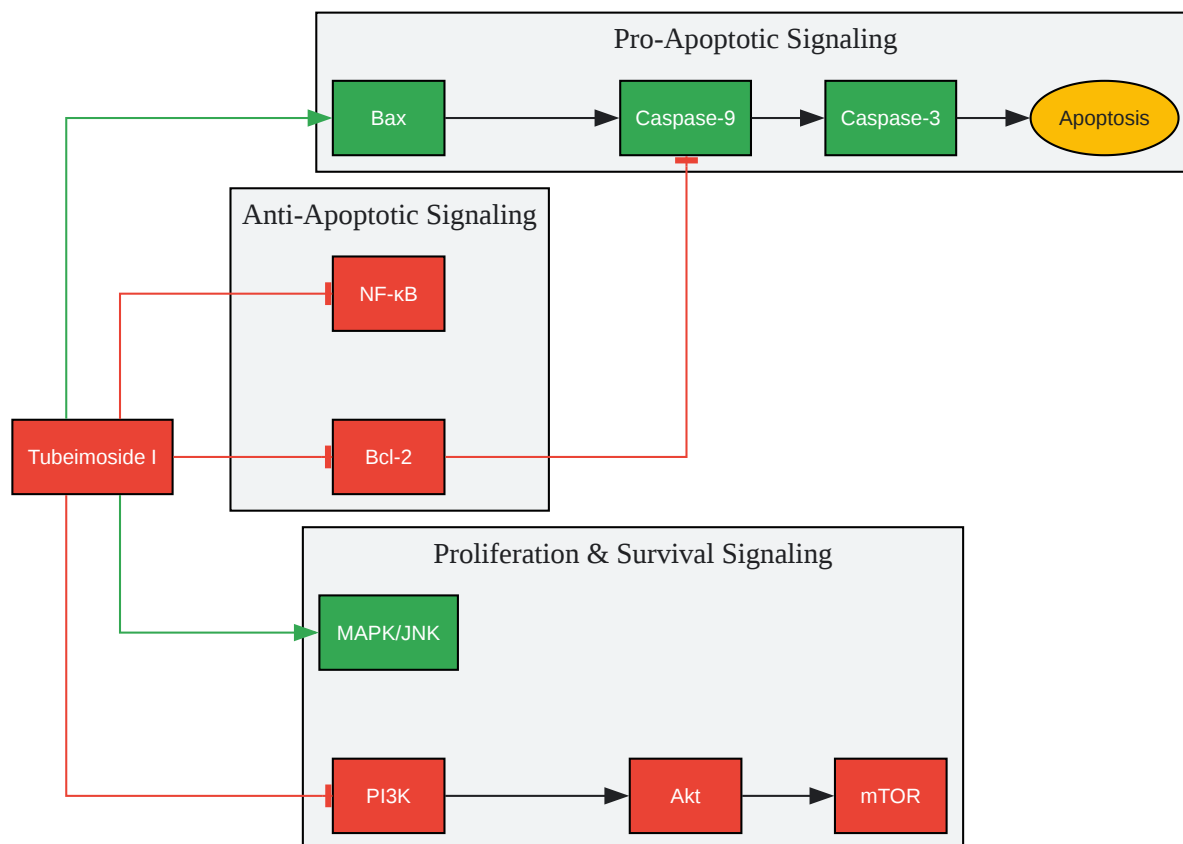 Pro-Apoptotic Signaling
Bax
Caspase-9
Caspase-3
Apoptosis
Anti-Apoptotic Signaling
NF-κB
Tubeimoside I
Bcl-2
Proliferation & Survival Signaling
MAPK/JNK
PI3K
Akt
mTOR